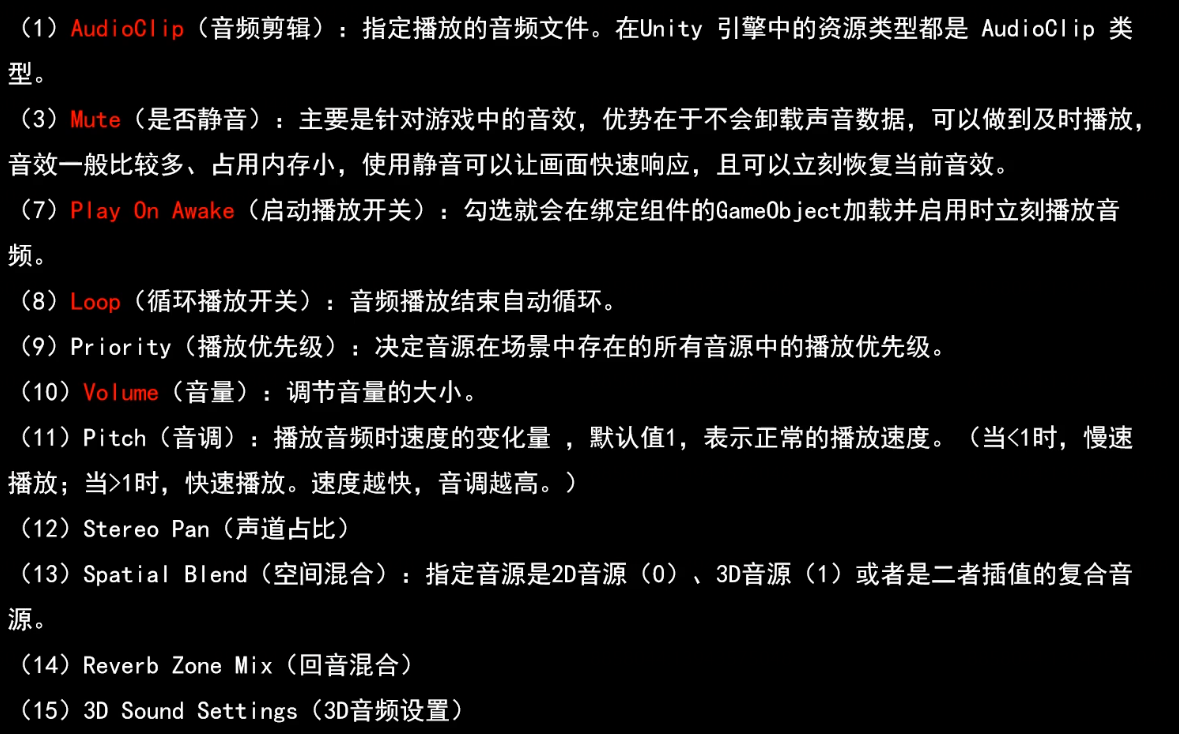 （1）AudioClip（音频剪辑）：指定播放的音频文件。在Unity 引擎中的资源类型都是 AudioClip 类
型。
（3）Mute（是否静音）：主要是针对游戏中的音效，优势在于不会卸载声音数据，可以做到及时播放，
音效一般比较多、占用内存小，使用静音可以让画面快速响应，且可以立刻恢复当前音效。
（7）Play On Awake（启动播放开关）：勾选就会在绑定组件的GameObject加载并启用时立刻播放音
频。
（8）Loop（循环播放开关）：音频播放结束自动循环。
（9）Priority（播放优先级）：决定音源在场景中存在的所有音源中的播放优先级。
（10）Volume（音量）：调节音量的大小。
（11）Pitch（音调）：播放音频时速度的变化量 ，默认值1，表示正常的播放速度。（当<1时，慢速
播放；当>1时，快速播放。速度越快，音调越高。）
（12）Stereo Pan（声道占比）
（13）Spatial Blend（空间混合）：指定音源是2D音源（0）、3D音源（1）或者是二者插值的复合音
源。
（14）Reverb Zone Mix（回音混合）
（15）3D Sound Settings（3D音频设置）